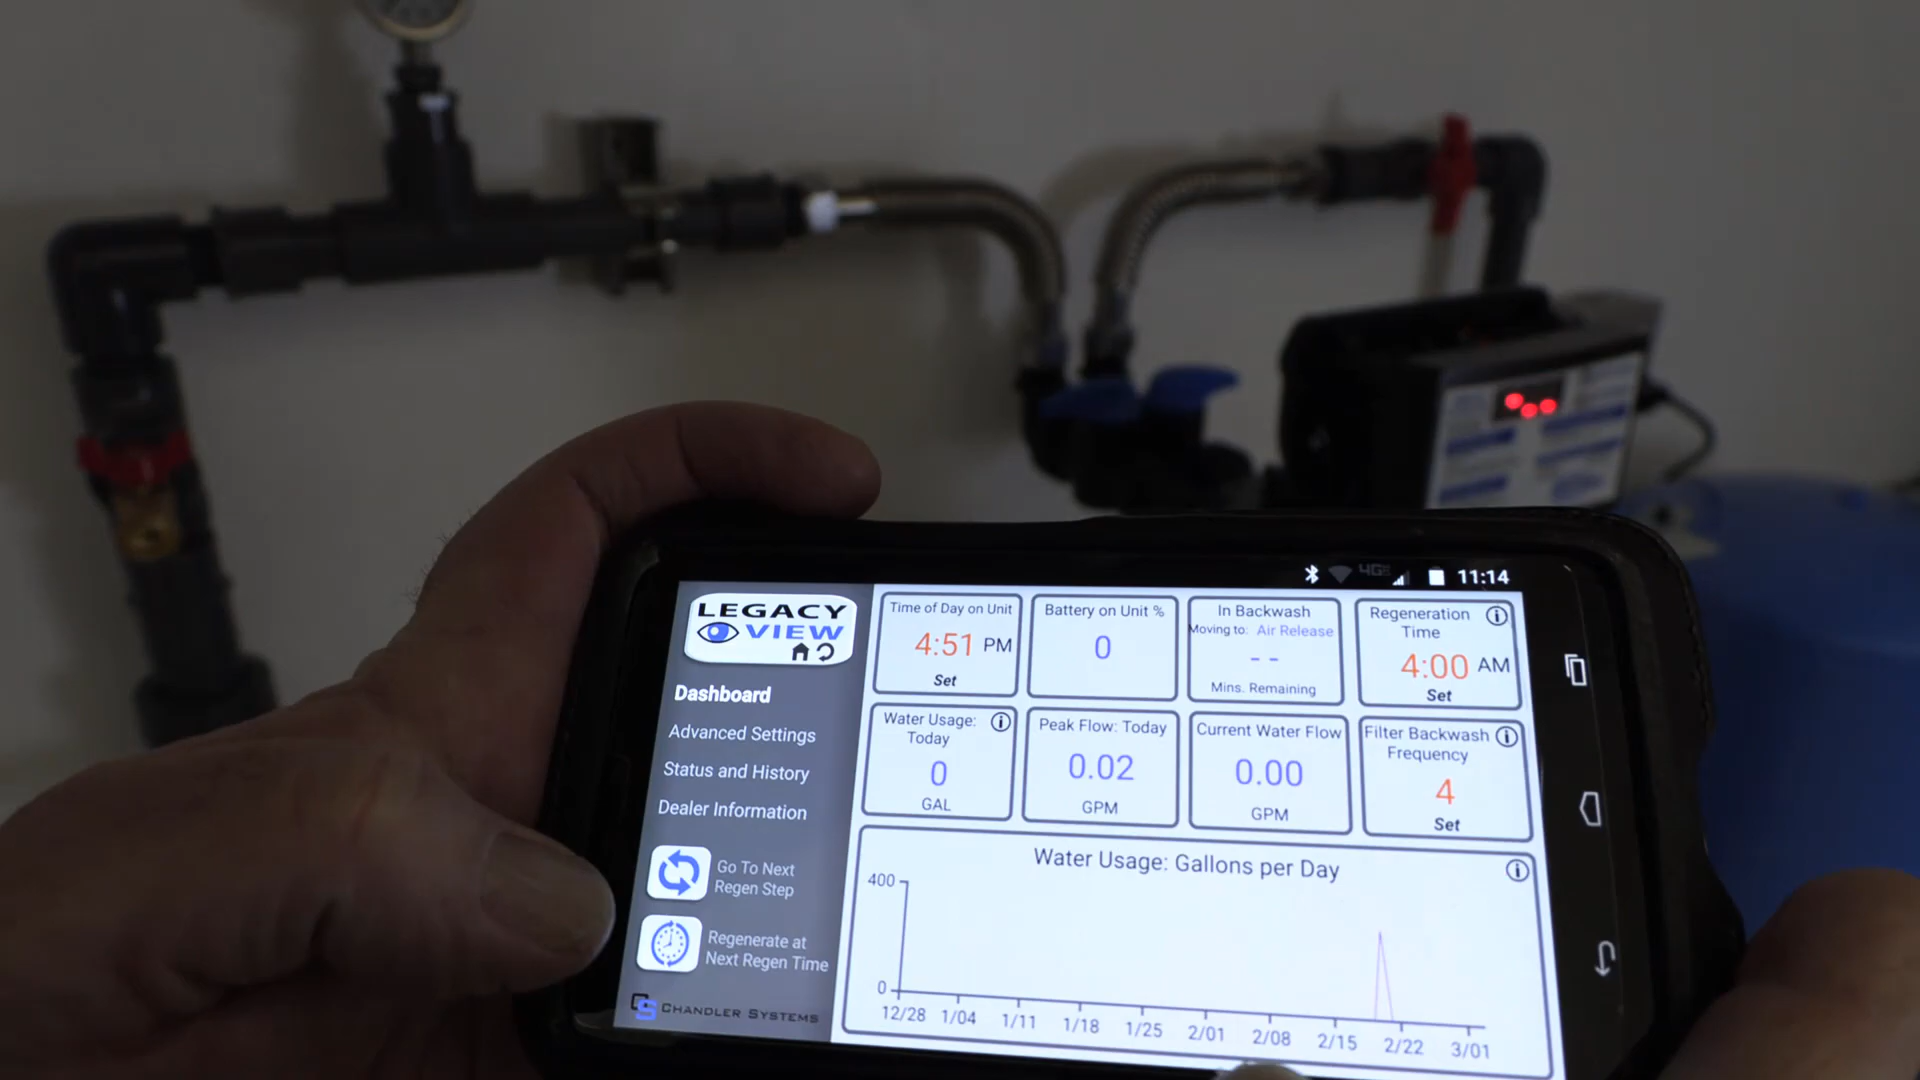 11:14
LEGACY
VIEW
Dashboard
Advanced Settings
Status and History
Dealer Information
Go To Next
Regen Step
Regenerate at
Next Regen Time
CS CHANDLER SYSTEMS
Time of Day on Unit
4:51 PM
Set
Battery on Unit %
0
In Backwash
Moving to: Air Release
- -
Mins. Remaining
Regeneration
Time
4:00 AM
Set
Water Usage:
Today
0
GAL
Peak Flow: Today
0.02
GPM
Current Water Flow
0.00
GPM
Filter Backwash
Frequency
4
Set
Water Usage: Gallons per Day
400
0
12/28 1/04 1/11 1/18 1/25 2/01 2/08 2/15 2/22 3/01